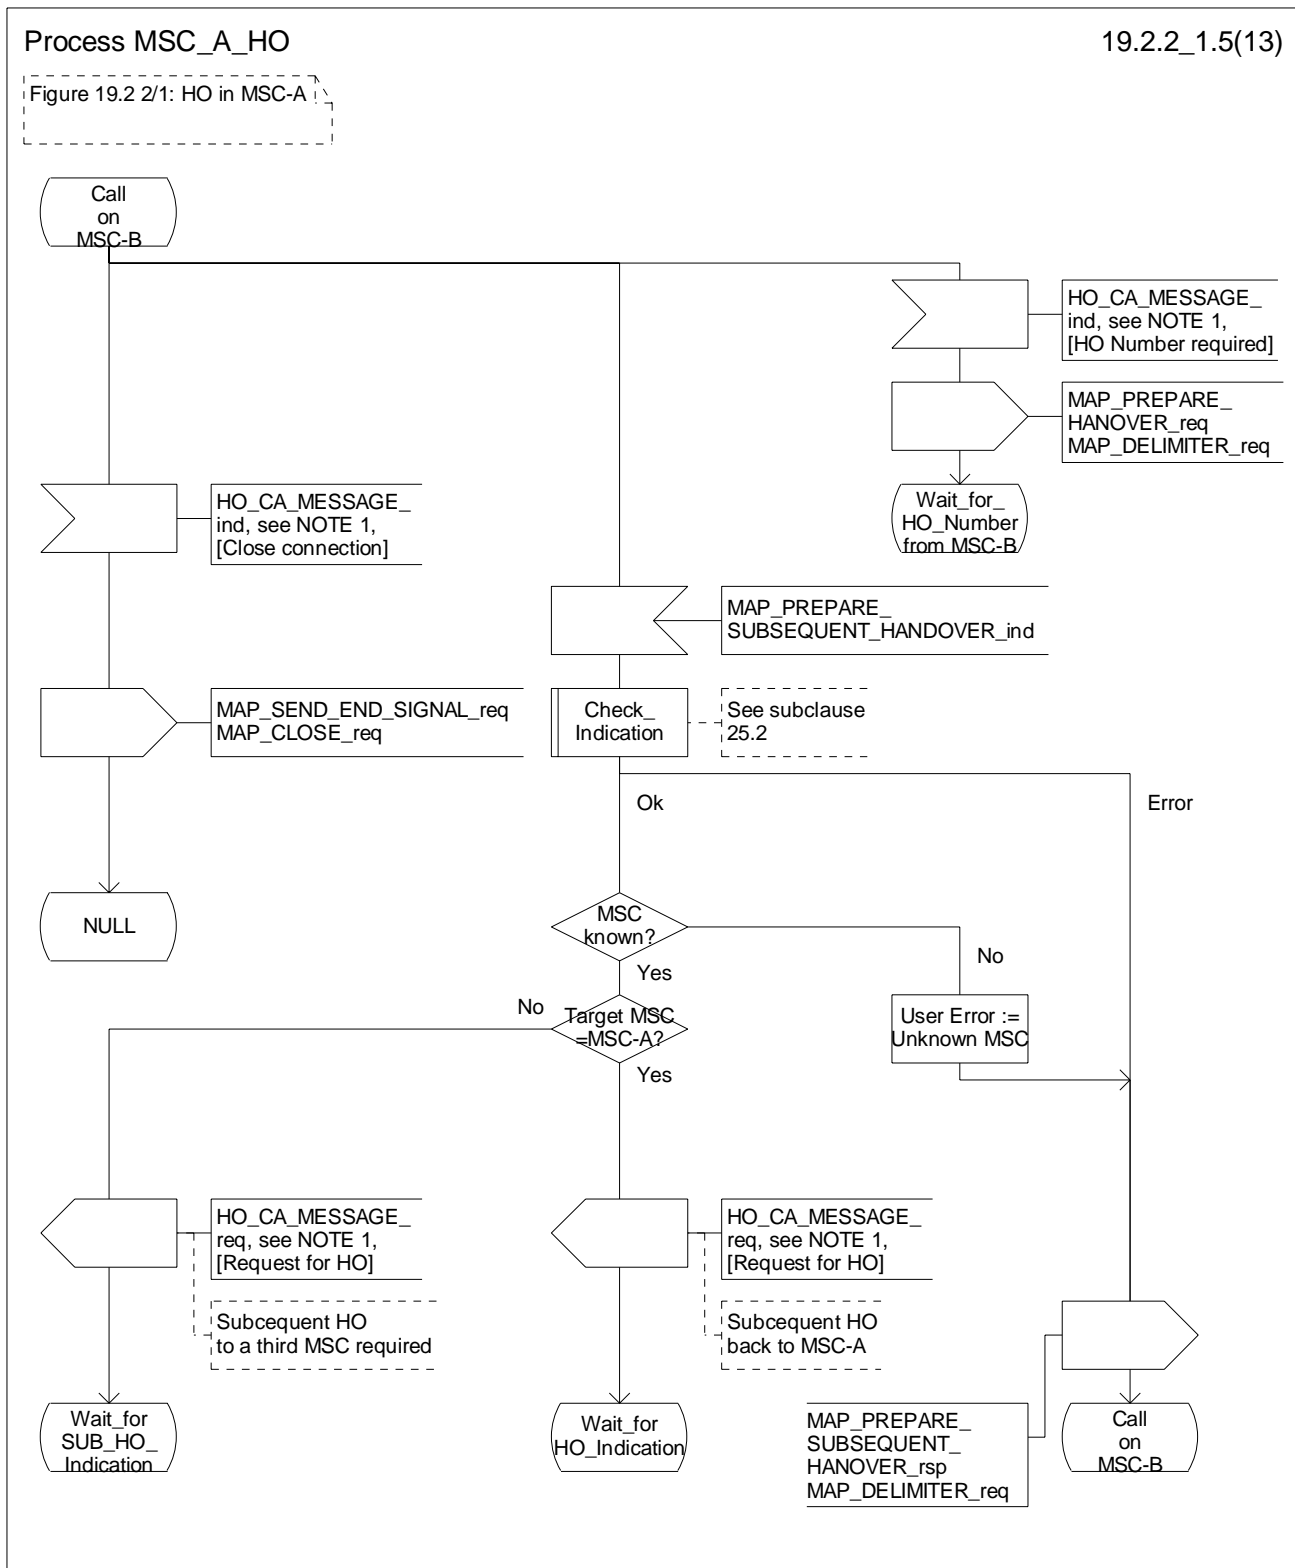 Process MSC_A_HO
19.2.2_1.5(13)
Figure 19.2 2/1: HO in MSC-A
Call
on
MSC-B
HO_CA_MESSAGE_
ind, see NOTE 1,
[HO Number required]
MAP_PREPARE_
HANOVER_req
MAP_DELIMITER_req
Wait_for_
HO_Number
from MSC-B
HO_CA_MESSAGE_
ind, see NOTE 1,
[Close connection]
MAP_PREPARE_
SUBSEQUENT_HANDOVER_ind
MAP_SEND_END_SIGNAL_req
MAP_CLOSE_req
Check_
Indication
See subclause
25.2
Ok
Error
NULL
MSC
known?
No
Yes
No
Target MSC
=MSC-A?
User Error :=
Unknown MSC
Yes
HO_CA_MESSAGE_
req, see NOTE 1,
[Request for HO]
HO_CA_MESSAGE_
req, see NOTE 1,
[Request for HO]
Subcequent HO
to a third MSC required
Subcequent HO
back to MSC-A
Wait_for
SUB_HO_
Indication
Wait_for
HO_Indication
MAP_PREPARE_
SUBSEQUENT_
HANOVER_rsp
MAP_DELIMITER_req
Call
on
MSC-B